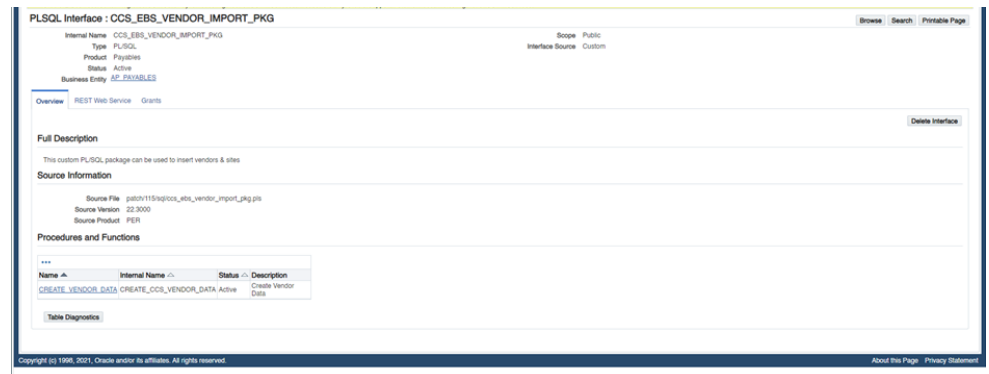 PLSQL Interface : CCS_EBS_VENDOR_IMPORT_PKG
Browse Search Printable Page
Internal Name CCS_EBS_VENDOR_IMPORT_PKG
Scope Public
Type PL/SQL
Interface Source Custom
Product Payables
Status Active
Business Entity AP_PAYABLES
Overview REST Web Service Grants
Delete Interface
Full Description
This custom PL/SQL package can be used to insert vendors & sites
Source Information
Source File patch/115/sql/ccs_ebs_vendor_import_pkg.pls
Source Version 22.3000
Source Product PER
Procedures and Functions
Name Internal Name Status Description
CREATE_VENDOR_DATA CREATE_CCS_VENDOR_DATA Active Create Vendor
Data
Table Diagnostics
Copyright (c) 1998, 2021, Oracle and/or its affiliates. All rights reserved.
About this Page Privacy Statement